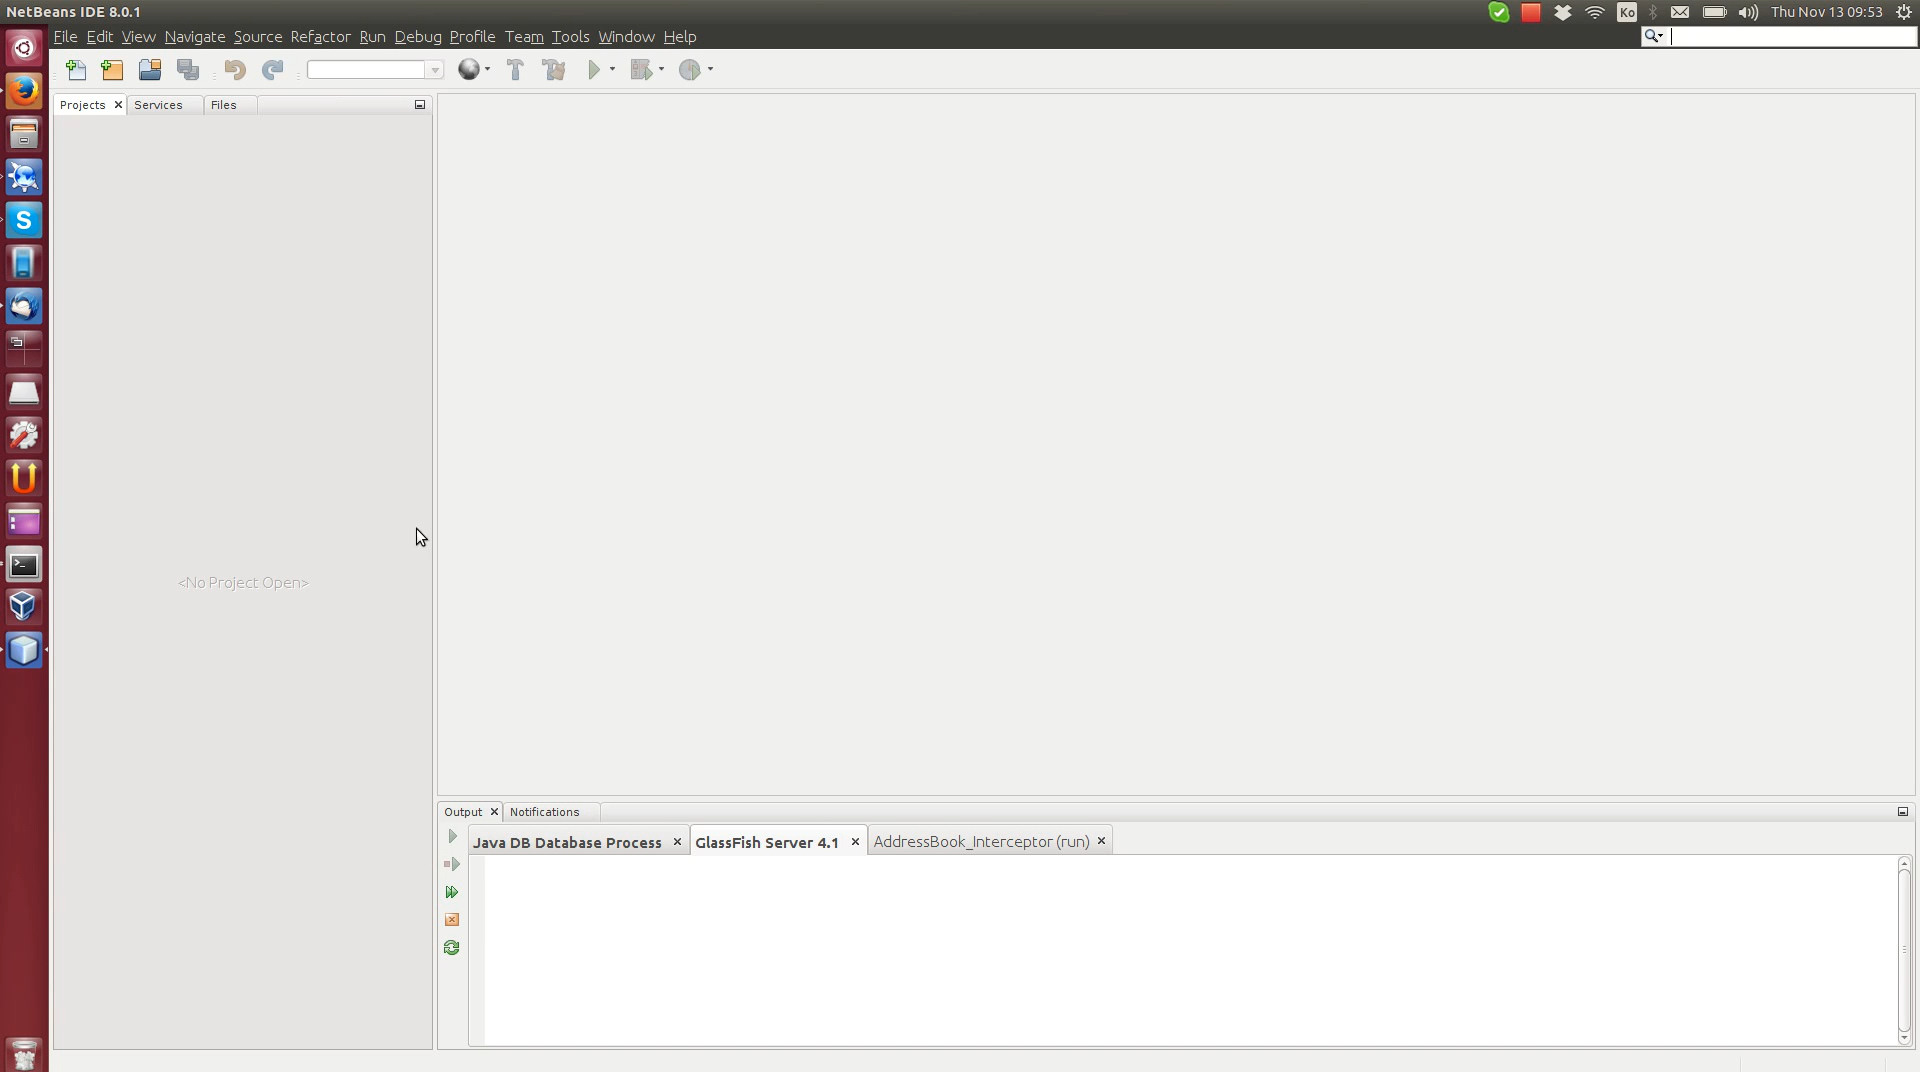 NetBeans IDE 8.0.1
Ko
Thu Nov 13 09:53
File Edit View Navigate Source Refactor Run Debug Profile Team Tools Window Help
Projects Services Files
<No Project Open>
Output Notifications
Java DB Database Process GlassFish Server 4.1 AddressBook_Interceptor (run)